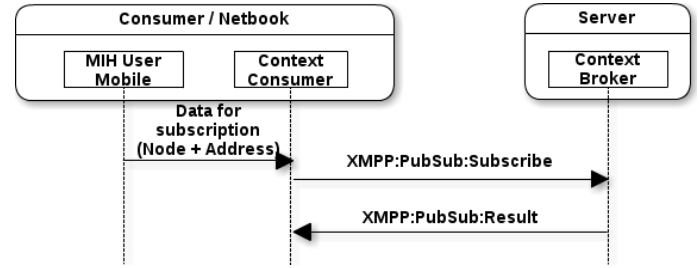 Consumer / Netbook
Server
MIH User
Mobile
Context
Consumer
Context
Broker
Data for
subscription
(Node + Address)
XMPP:PubSub:Subscribe
XMPP:PubSub:Result